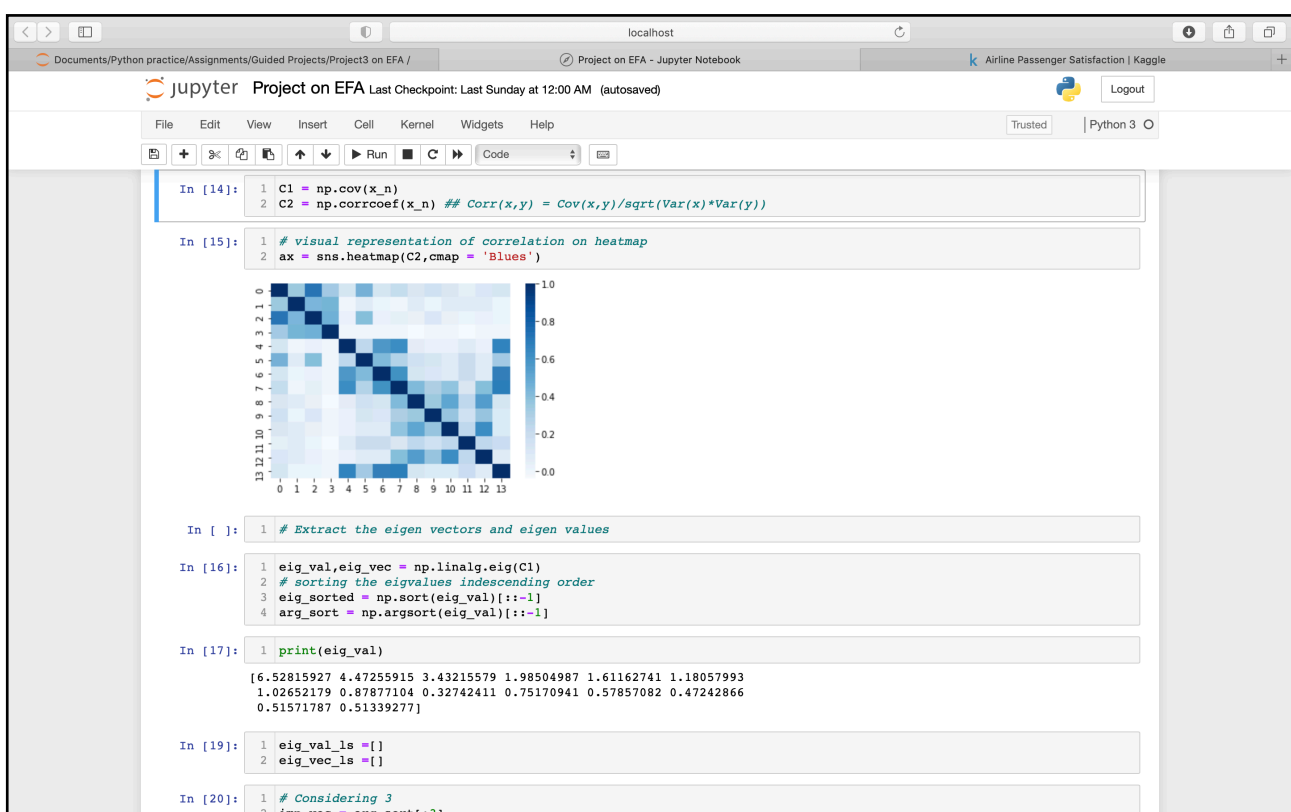 localhost
Documents/Python practice/Assignments/Guided Projects/Project3 on EFA /
Project on EFA - Jupyter Notebook
k Airline Passenger Satisfaction | Kaggle
+
jupyter Project on EFA Last Checkpoint: Last Sunday at 12:00 AM (autosaved)
Logout
File Edit View Insert Cell Kernel Widgets Help
Trusted
Python 3
Run
Code
In [14]:
1 C1 = np.cov(x_n)
2 C2 = np.corrcoef(x_n) ## Corr(x,y) = Cov(x,y)/sqrt(Var(x)*Var(y))
In [15]:
1 # visual representation of correlation on heatmap
2 ax = sns.heatmap(C2,cmap = 'Blues')
0
1
2
3
4
5
6
7
8
9
10
11
12
13
0 1 2 3 4 5 6 7 8 9 10 11 12 13
1.0
0.8
0.6
0.4
0.2
0.0
In [ ]:
1 # Extract the eigen vectors and eigen values
In [16]:
1 eig_val,eig_vec = np.linalg.eig(C1)
2 # sorting the eigvalues indescending order
3 eig_sorted = np.sort(eig_val)[::-1]
4 arg_sort = np.argsort(eig_val)[::-1]
In [17]:
1 print(eig_val)
[6.52815927 4.47255915 3.43215579 1.98504987 1.61162741 1.18057993
1.02652179 0.87877104 0.32742411 0.75170941 0.57857082 0.47242866
0.51571787 0.51339277]
In [19]:
1 eig_val_ls =[]
2 eig_vec_ls =[]
In [20]:
1 # Considering 3